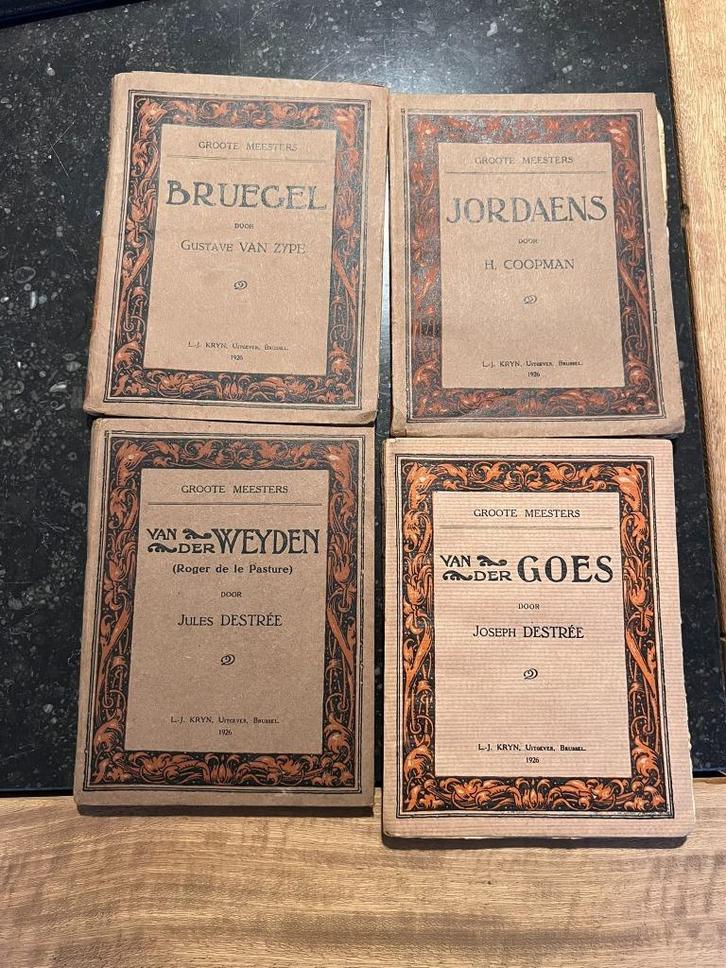 GROOTE MEESTERS
BRUEGEL
DOOR
GUSTAVE VAN ZYPE
L.-J. KRYN, UITGEVER, BRUSSEL.
1926
GROOTE MEESTERS
JORDAENS
DOOR
H. COOPMAN
L.-J. KRYN, UITGEVER, BRUSSEL.
1926
GROOTE MEESTERS
VAN DER WEYDEN
(Roger de le Pasture)
DOOR
JULES DESTRÉE
L.-J. KRYN, UITGEVER, BRUSSEL.
1926
GROOTE MEESTERS
VAN DER GOES
DOOR
JOSEPH DESTRÉE
L.-J. KRYN, UITGEVER, BRUSSEL.
1926